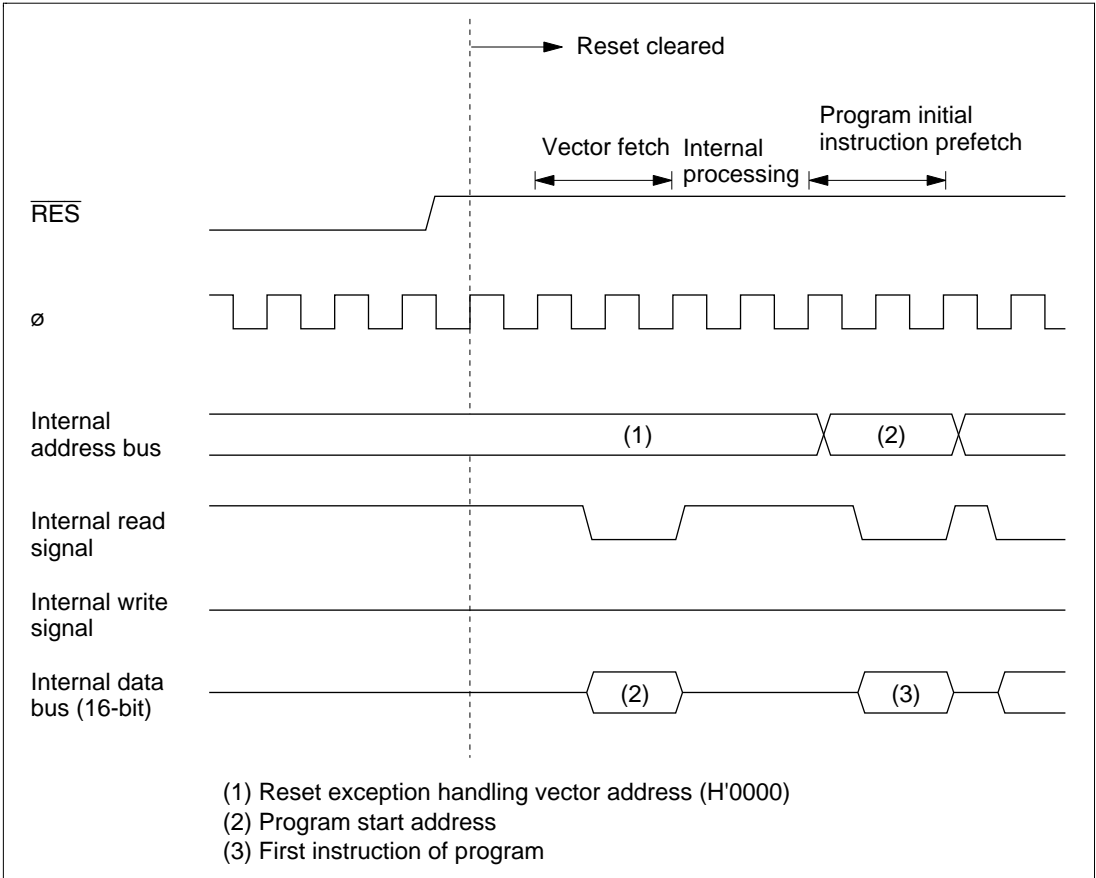 Reset cleared
Program initial
instruction prefetch
Vector fetch
Internal
processing
R̅E̅S̅
ø
Internal
address bus
(1)
(2)
Internal read
signal
Internal write
signal
Internal data
bus (16-bit)
(2)
(3)
(1) Reset exception handling vector address (H'0000)
(2) Program start address
(3) First instruction of program